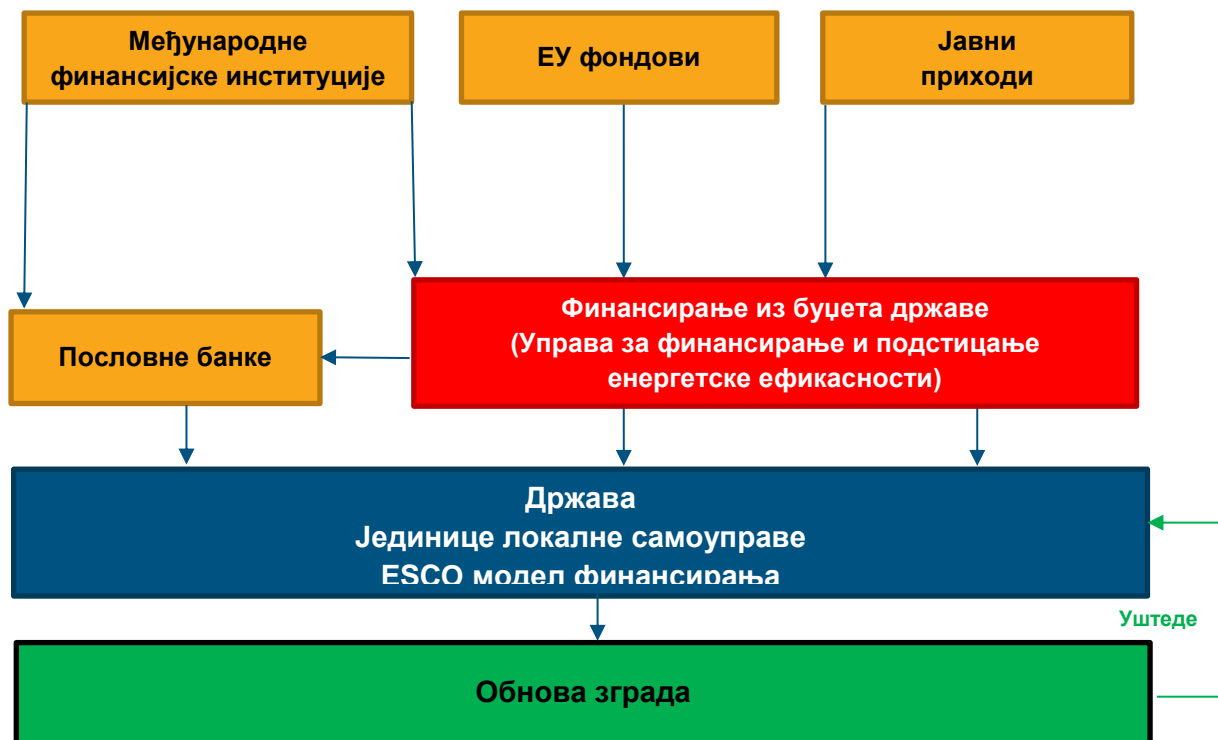 Међународне
финансијске институције
ЕУ фондови
Јавни
приходи
Финансирање из буџета државе
(Управа за финансирање и подстицање
енергетске ефикасности)
Пословне банке
Држава
Јединице локалне самоуправе
ESCO модел финансирања
Уштеде
Обнова зграда